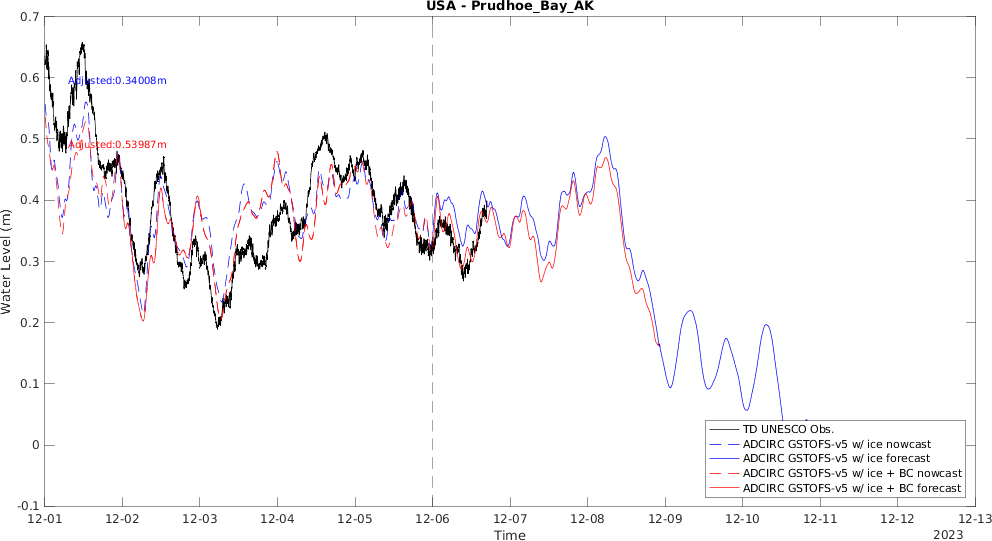 USA - Prudhoe_Bay_AK
0.7
0.6
0.5
0.4
0.3
0.2
0.1
0
-0.1
Water Level (m)
Adjusted:0.34008m
Adjusted:0.53987m
TD UNESCO Obs.
ADCIRC GSTOFS-v5 w/ ice nowcast
ADCIRC GSTOFS-v5 w/ ice forecast
ADCIRC GSTOFS-v5 w/ ice + BC nowcast
ADCIRC GSTOFS-v5 w/ ice + BC forecast
12-01 12-02 12-03 12-04 12-05 12-06 12-07 12-08 12-09 12-10 12-11 12-12 12-13
Time
2023